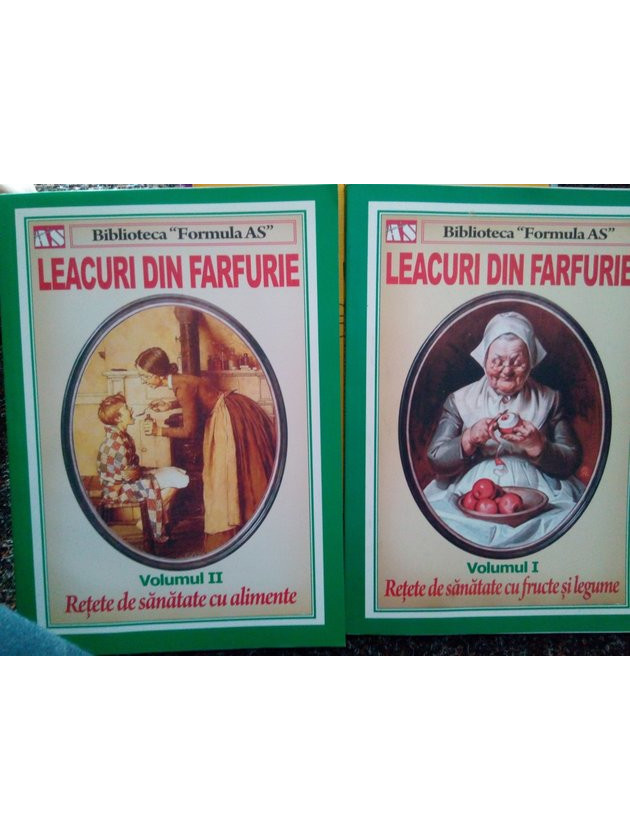 AS
Biblioteca "Formula AS"
LEACURI DIN FARFURIE
Volumul II
Rețete de sănătate cu alimente
AS
Biblioteca "Formula AS"
LEACURI DIN FARFURIE
Volumul I
Rețete de sănătate cu fructe și legume